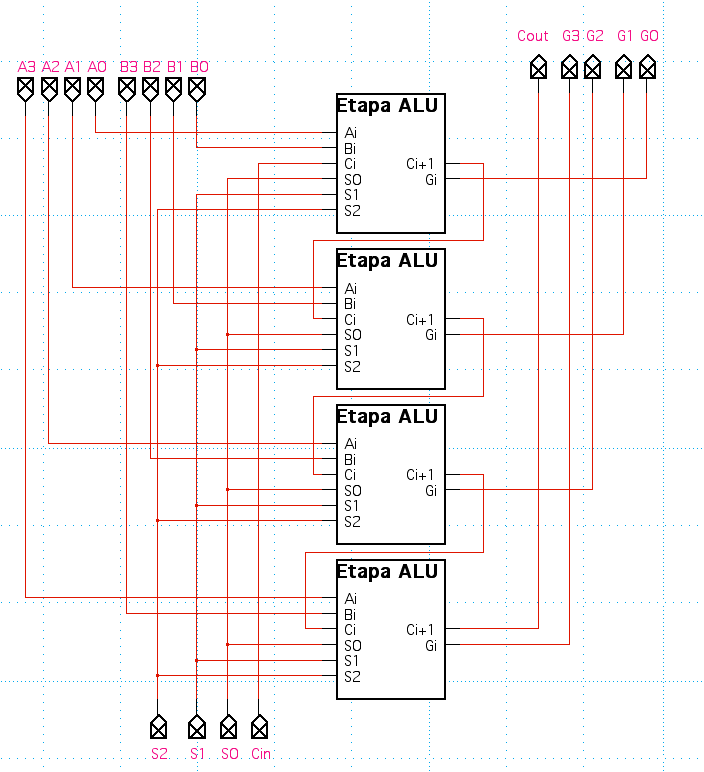 Cout G3 G2 G1 G0
A3 A2 A1 A0 B3 B2 B1 B0
Etapa ALU
Ai
Bi
Ci Ci+1
S0 Gi
S1
S2
Etapa ALU
Ai
Bi
Ci Ci+1
S0 Gi
S1
S2
Etapa ALU
Ai
Bi
Ci Ci+1
S0 Gi
S1
S2
Etapa ALU
Ai
Bi
Ci Ci+1
S0 Gi
S1
S2
S2 S1 S0 Cin